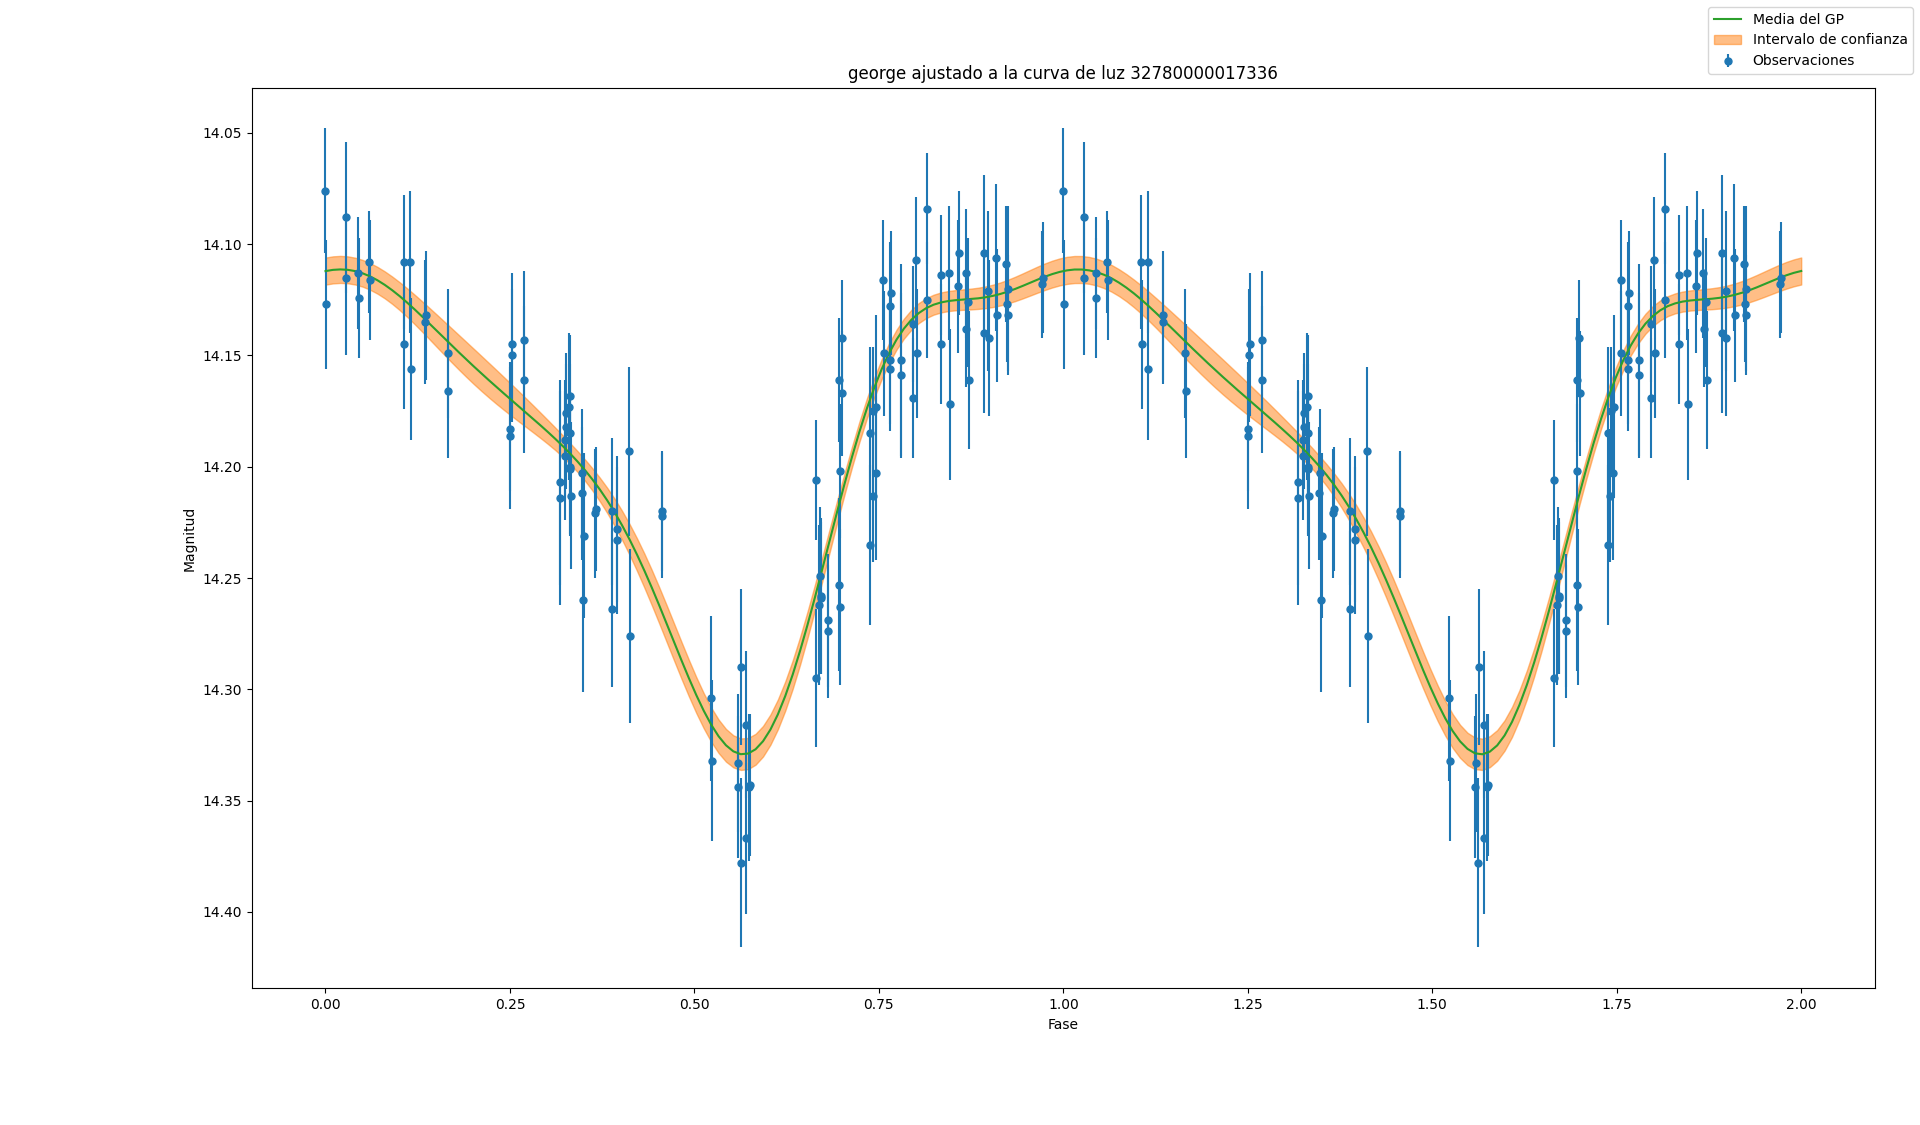 Media del GP
Intervalo de confianza
Observaciones
george ajustado a la curva de luz 32780000017336
14.05
14.10
14.15
14.20
14.25
14.30
14.35
14.40
Magnitud
0.00 0.25 0.50 0.75 1.00 1.25 1.50 1.75 2.00
Fase